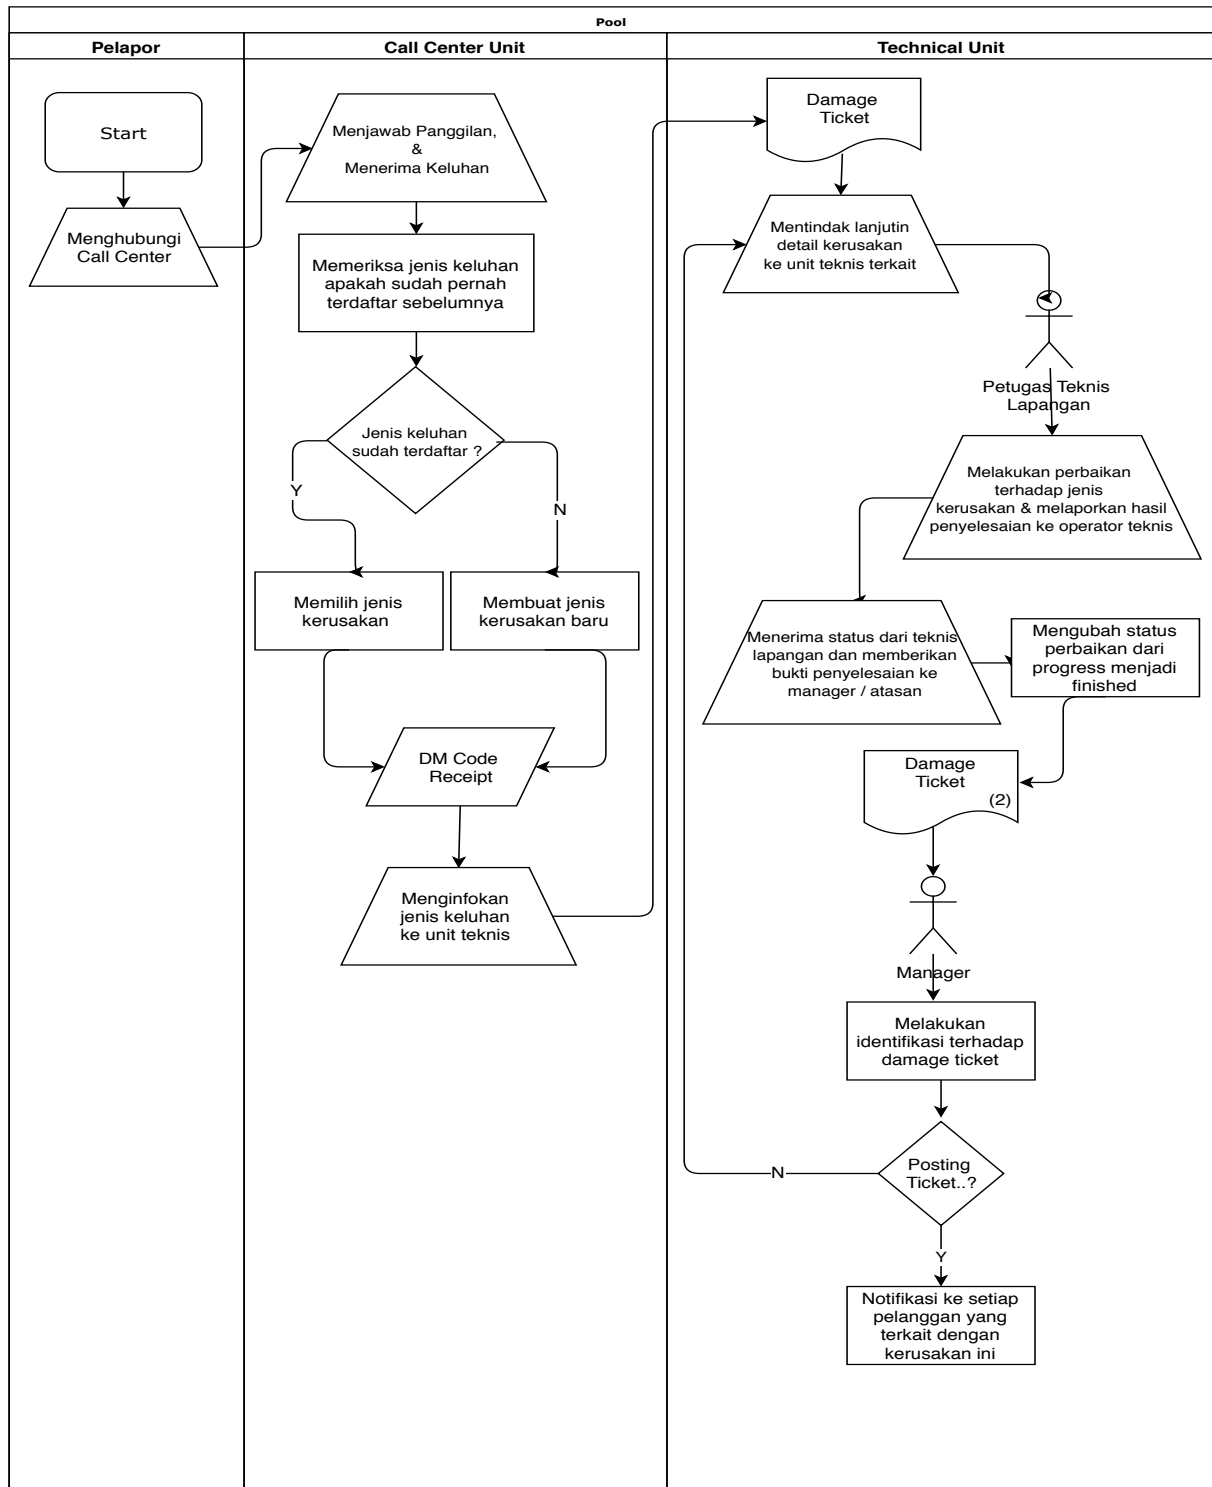 Pool
Pelapor
Call Center Unit
Technical Unit
Start
Menghubungi
Call Center
Menjawab Panggilan,
&
Menerima Keluhan
Memeriksa jenis keluhan
apakah sudah pernah
terdaftar sebelumnya
Jenis keluhan
sudah terdaftar ?
Y
N
Memilih jenis
kerusakan
Membuat jenis
kerusakan baru
DM Code
Receipt
Menginfokan
jenis keluhan
ke unit teknis
Damage
Ticket
Mentindak lanjutin
detail kerusakan
ke unit teknis terkait
Petugas Teknis
Lapangan
Melakukan perbaikan
terhadap jenis
kerusakan & melaporkan hasil
penyelesaian ke operator teknis
Menerima status dari teknis
lapangan dan memberikan
bukti penyelesaian ke
manager / atasan
Mengubah status
perbaikan dari
progress menjadi
finished
Damage
Ticket
(2)
Manager
Melakukan
identifikasi terhadap
damage ticket
Posting
Ticket..?
N
Y
Notifikasi ke setiap
pelanggan yang
terkait dengan
kerusakan ini